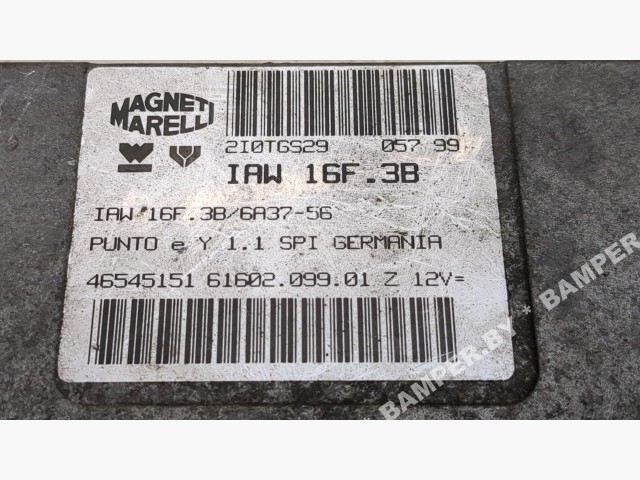 MAGNETI
MARELLI
2I0TGS29 057 99
IAW 16F.3B
IAW 16F.3B/6A37-56
PUNTO e Y 1.1 SPI GERMANIA
46545151 61602.099.01 Z 12V=
BAMPER.BY * BAMPER